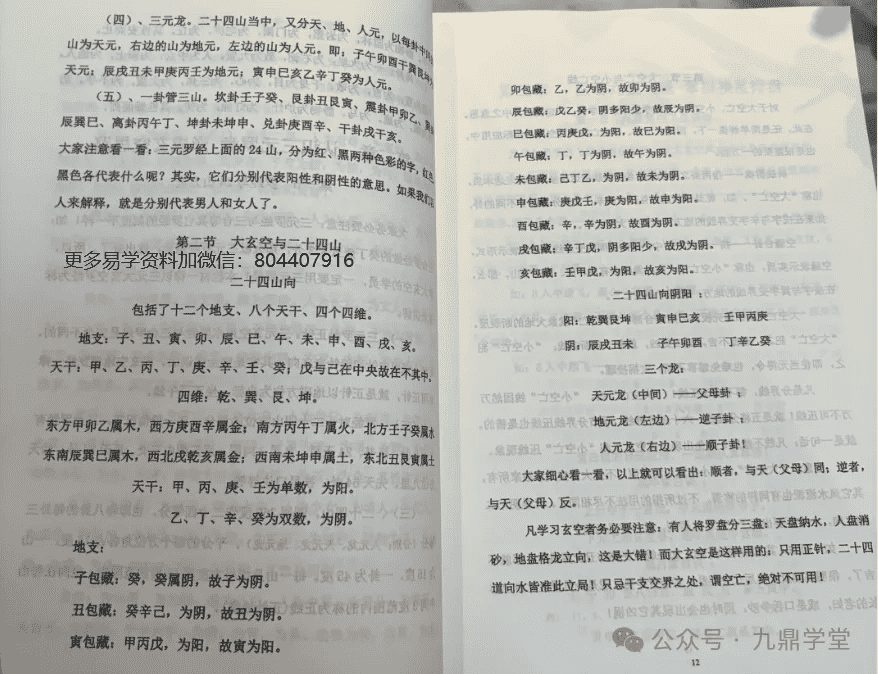 （四）、三元龙。二十四山当中，又分天、地、人元，以每卦中的
山为天元，右边的山为地元，左边的山为人元。即：子午卯酉干巽艮坤
天元；辰戌丑未甲庚丙壬为地元；寅申巳亥乙辛丁癸为人元。
（五）、一卦管三山。坎卦壬子癸、艮卦丑艮寅、震卦甲卯乙、巽
辰巽巳、离卦丙午丁、坤卦未坤申、兑卦庚酉辛、干卦戌干亥。
大家注意看一看：三元罗经上面的24山，分为红、黑两种色彩的字，红色
黑色各代表什么呢？其实，它们分别代表阳性和阴性的意思。如果我们
人来解释，就是分别代表男人和女人了。
第二节 大玄空与二十四山
更多易学资料加微信：804407916
二十四山向
包括了十二个地支、八个天干、四个四维。
地支：子、丑、寅、卯、辰、巳、午、未、申、酉、戌、亥。
天干：甲、乙、丙、丁、庚、辛、壬、癸；戊与己在中央故在不其中。
四维：乾、巽、艮、坤。
东方甲卯乙属木，西方庚酉辛属金；南方丙午丁属火，北方壬子癸属水
东南辰巽巳属木，西北戌乾亥属金；西南未坤申属土，东北丑艮寅属土
天干：甲、丙、庚、壬为单数，为阳。
乙、丁、辛、癸为双数，为阴。
地支：
子包藏：癸，癸属阴，故子为阴。
丑包藏：癸辛己，为阴，故丑为阴。
寅包藏：甲丙戊，为阳，故寅为阳。
卯包藏：乙，乙为阴，故卯为阴。
辰包藏：戊乙癸，阴多阳少，故辰为阴。
巳包藏：丙庚戊，为阳，故巳为阳。
午包藏：丁，丁为阴，故午为阴。
未包藏：己丁乙，为阴，故未为阴。
申包藏：庚戊壬，庚为阳，故申为阳。
酉包藏：辛，辛为阴，故酉为阴。
戌包藏：辛丁戊，阴多阳少，故戌为阴。
亥包藏：壬甲戊，为阳，故亥为阳。
二十四山向阴阳：
阳：乾巽艮坤 寅申巳亥 壬甲丙庚
阴：辰戌丑未 子午卯酉 丁辛乙癸
三个龙：
天元龙（中间）——父母卦；
地元龙（左边）——逆子卦；
人元龙（右边）——顺子卦！
大家细心看一看，以上就可以看出：顺者，与天（父母）同；逆者，
与天（父母）反。
凡学习玄空者务必要注意：有人将罗盘分三盘：天盘纳水，人盘消
砂，地盘格龙立向，这是大错！而大玄空是这样用的：只用正针，二十四
道向水皆准此立局！只忌干支交界之处，谓空亡，绝对不可用！
公众号·九鼎学堂
12